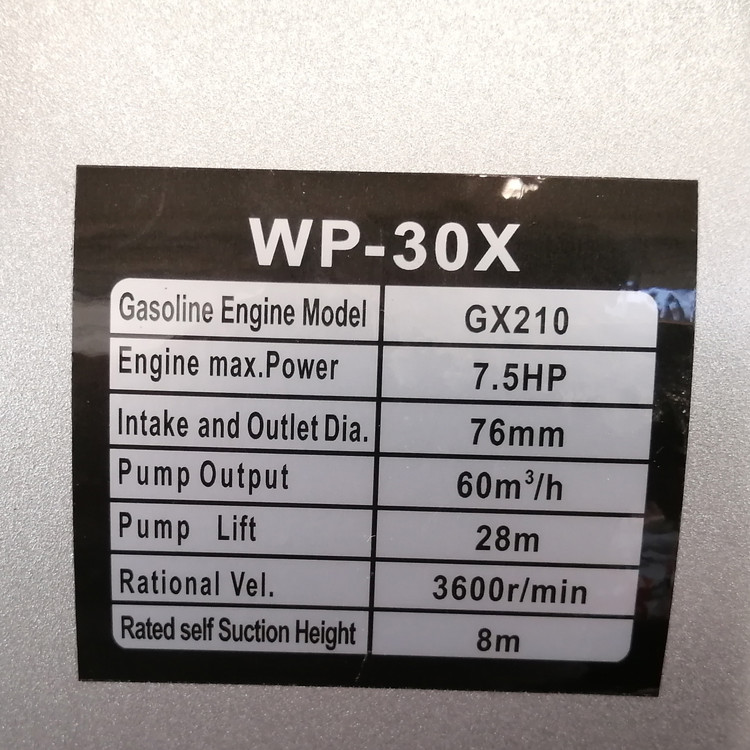 WP-30X
Gasoline Engine Model GX210
Engine max.Power 7.5HP
Intake and Outlet Dia. 76mm
Pump Output 60m³/h
Pump Lift 28m
Rational Vel. 3600r/min
Rated self Suction Height 8m